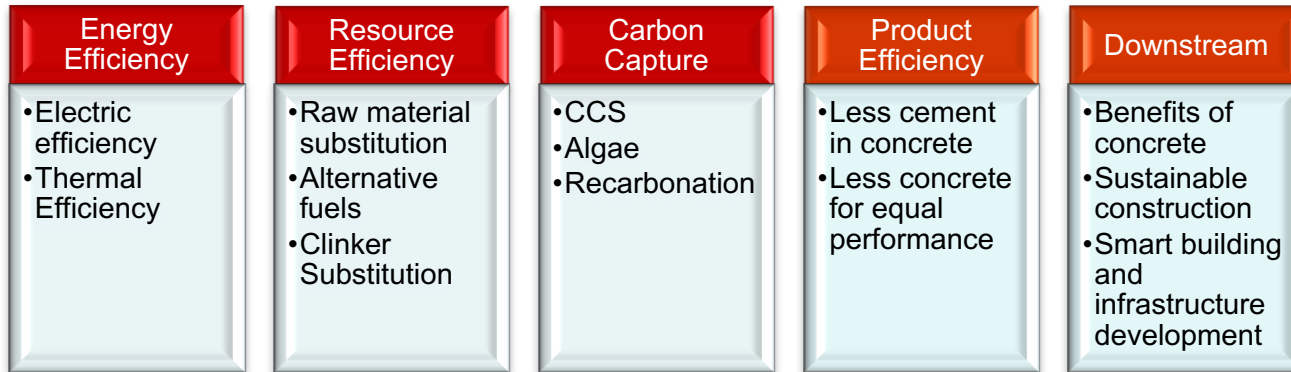 Energy
Efficiency
•Electric
efficiency
•Thermal
Efficiency
Resource
Efficiency
•Raw material
substitution
•Alternative
fuels
•Clinker
Substitution
Carbon
Capture
•CCS
•Algae
•Recarbonation
Product
Efficiency
•Less cement
in concrete
•Less concrete
for equal
performance
Downstream
•Benefits of
concrete
•Sustainable
construction
•Smart building
and
infrastructure
development